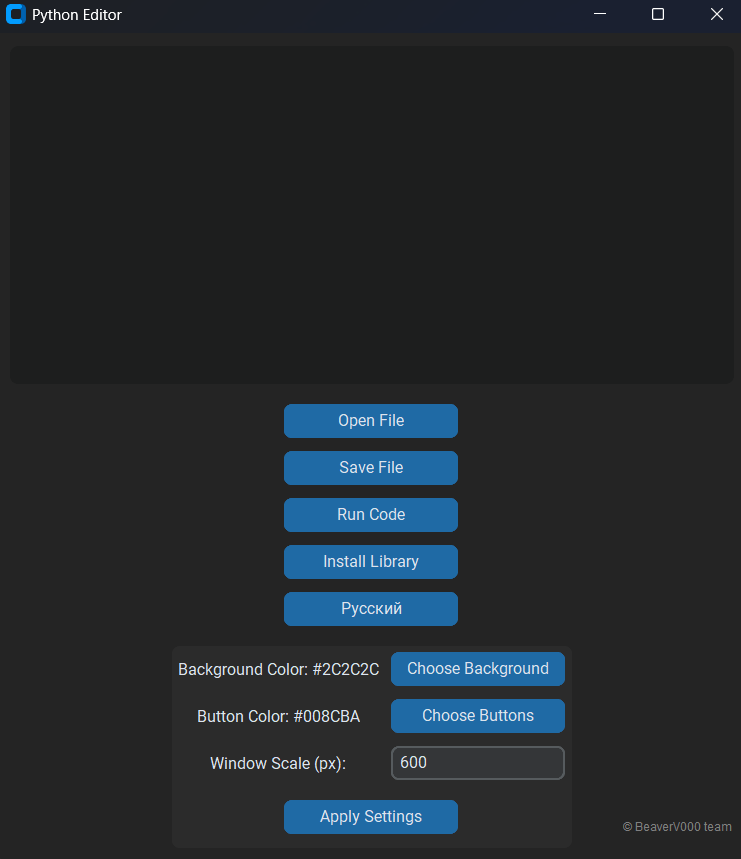 Python Editor
Open File
Save File
Run Code
Install Library
Русский
Background Color: #2C2C2C Choose Background
Button Color: #008CBA Choose Buttons
Window Scale (px): 600
Apply Settings
© BeaverV000 team